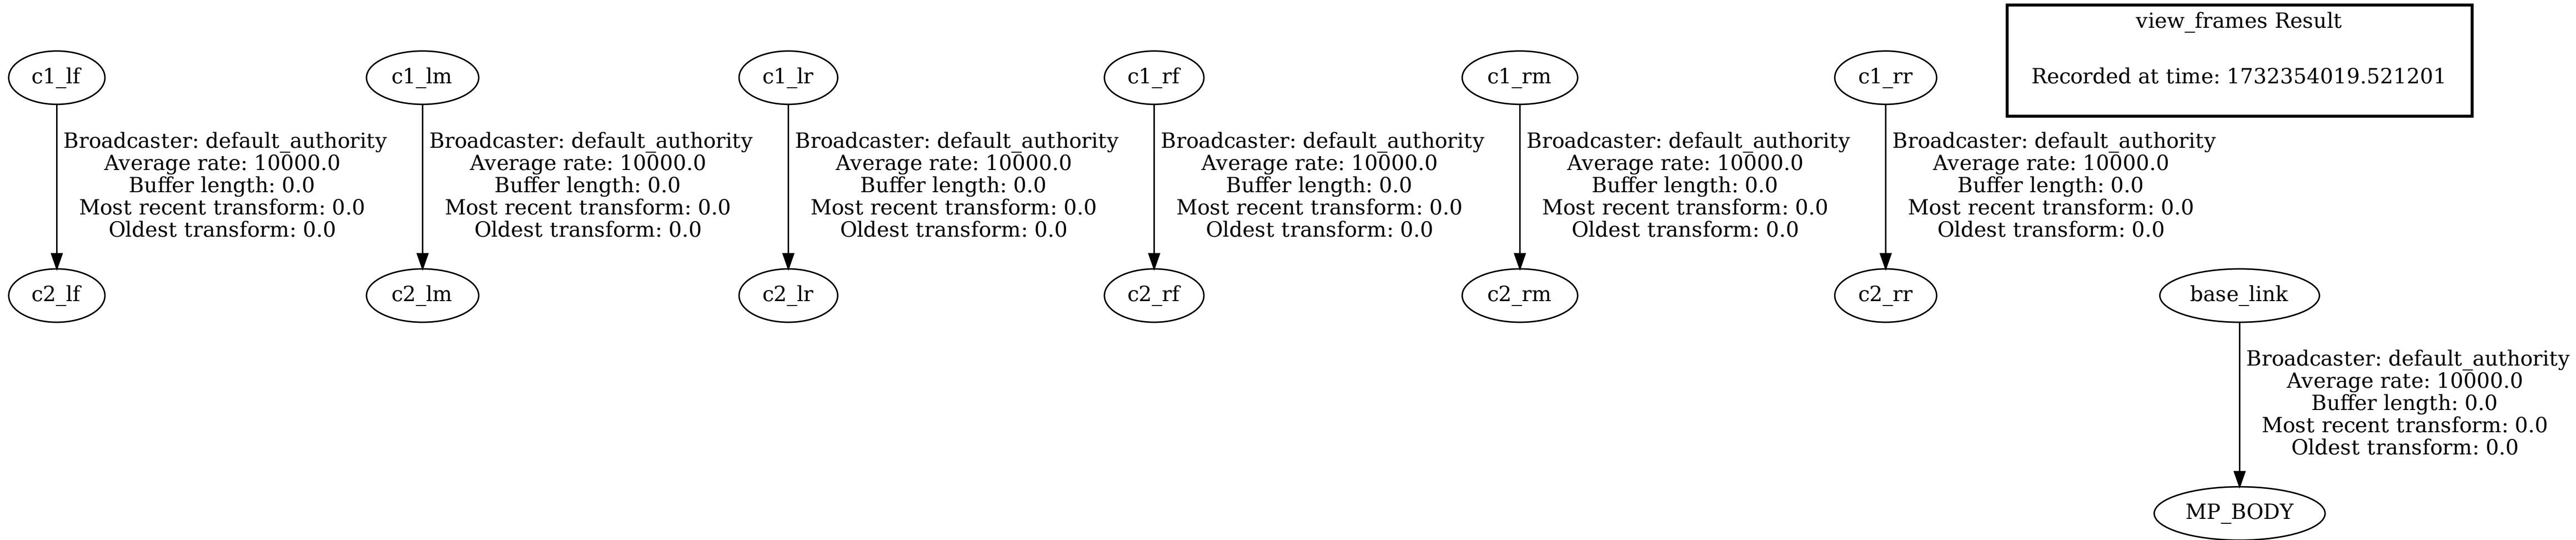 view_frames Result
Recorded at time: 1732354019.521201
c1_lf
c1_lm
c1_lr
c1_rf
c1_rm
c1_rr
Broadcaster: default_authority
Average rate: 10000.0
Buffer length: 0.0
Most recent transform: 0.0
Oldest transform: 0.0
Broadcaster: default_authority
Average rate: 10000.0
Buffer length: 0.0
Most recent transform: 0.0
Oldest transform: 0.0
Broadcaster: default_authority
Average rate: 10000.0
Buffer length: 0.0
Most recent transform: 0.0
Oldest transform: 0.0
Broadcaster: default_authority
Average rate: 10000.0
Buffer length: 0.0
Most recent transform: 0.0
Oldest transform: 0.0
Broadcaster: default_authority
Average rate: 10000.0
Buffer length: 0.0
Most recent transform: 0.0
Oldest transform: 0.0
Broadcaster: default_authority
Average rate: 10000.0
Buffer length: 0.0
Most recent transform: 0.0
Oldest transform: 0.0
c2_lf
c2_lm
c2_lr
c2_rf
c2_rm
c2_rr
base_link
Broadcaster: default_authority
Average rate: 10000.0
Buffer length: 0.0
Most recent transform: 0.0
Oldest transform: 0.0
MP_BODY